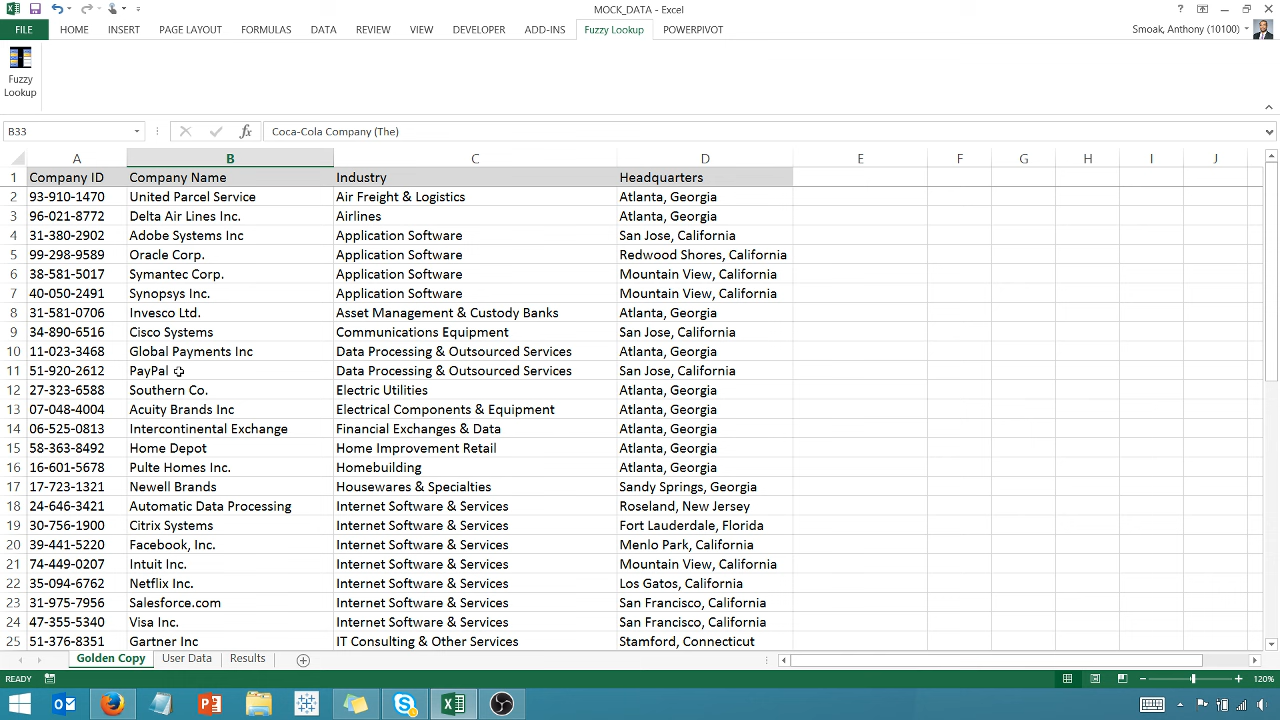 MOCK_DATA - Excel
FILE HOME INSERT PAGE LAYOUT FORMULAS DATA REVIEW VIEW DEVELOPER ADD-INS Fuzzy Lookup POWERPIVOT Smoak, Anthony (10100)
Fuzzy
Lookup
B33 fx Coca-Cola Company (The)
A B C D E F G H I J
1 Company ID Company Name Industry Headquarters
2 93-910-1470 United Parcel Service Air Freight & Logistics Atlanta, Georgia
3 96-021-8772 Delta Air Lines Inc. Airlines Atlanta, Georgia
4 31-380-2902 Adobe Systems Inc Application Software San Jose, California
5 99-298-9589 Oracle Corp. Application Software Redwood Shores, California
6 38-581-5017 Symantec Corp. Application Software Mountain View, California
7 40-050-2491 Synopsys Inc. Application Software Mountain View, California
8 31-581-0706 Invesco Ltd. Asset Management & Custody Banks Atlanta, Georgia
9 34-890-6516 Cisco Systems Communications Equipment San Jose, California
10 11-023-3468 Global Payments Inc Data Processing & Outsourced Services Atlanta, Georgia
11 51-920-2612 PayPal Data Processing & Outsourced Services San Jose, California
12 27-323-6588 Southern Co. Electric Utilities Atlanta, Georgia
13 07-048-4004 Acuity Brands Inc Electrical Components & Equipment Atlanta, Georgia
14 06-525-0813 Intercontinental Exchange Financial Exchanges & Data Atlanta, Georgia
15 58-363-8492 Home Depot Home Improvement Retail Atlanta, Georgia
16 16-601-5678 Pulte Homes Inc. Homebuilding Atlanta, Georgia
17 17-723-1321 Newell Brands Housewares & Specialties Sandy Springs, Georgia
18 24-646-3421 Automatic Data Processing Internet Software & Services Roseland, New Jersey
19 30-756-1900 Citrix Systems Internet Software & Services Fort Lauderdale, Florida
20 39-441-5220 Facebook, Inc. Internet Software & Services Menlo Park, California
21 74-449-0207 Intuit Inc. Internet Software & Services Mountain View, California
22 35-094-6762 Netflix Inc. Internet Software & Services Los Gatos, California
23 31-975-7956 Salesforce.com Internet Software & Services San Francisco, California
24 47-355-5340 Visa Inc. Internet Software & Services San Francisco, California
25 51-376-8351 Gartner Inc IT Consulting & Other Services Stamford, Connecticut
Golden Copy User Data Results
READY 120%